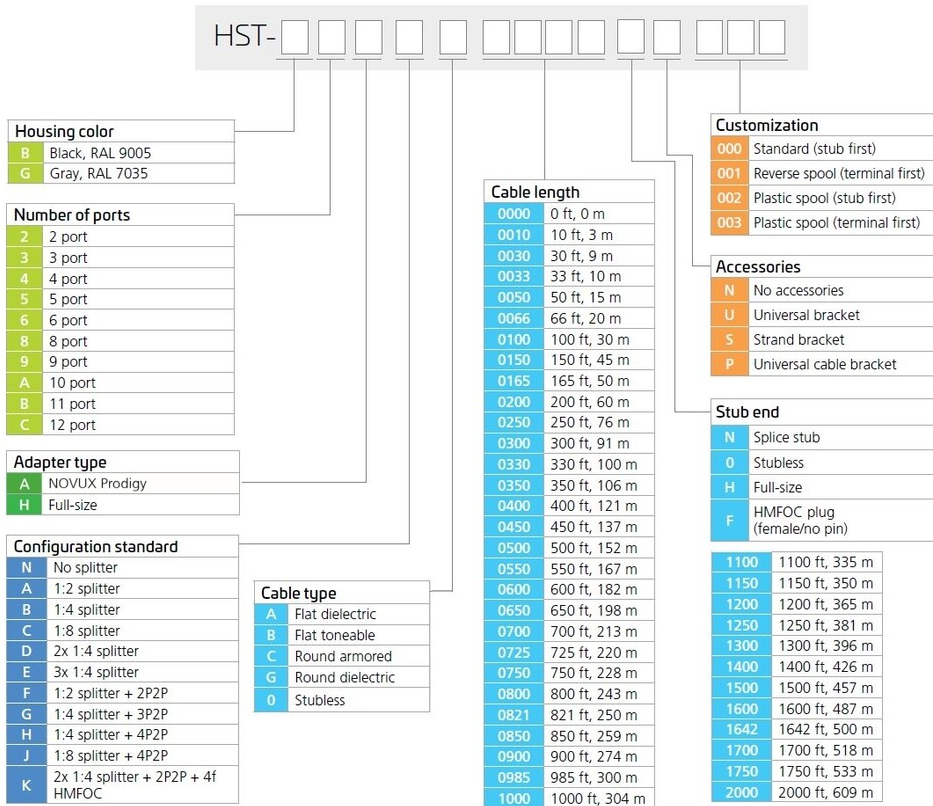 HST-
Housing color
B Black, RAL 9005
G Gray, RAL 7035
Number of ports
2 2 port
3 3 port
4 4 port
5 5 port
6 6 port
8 8 port
9 9 port
A 10 port
B 11 port
C 12 port
Adapter type
A NOVUX Prodigy
H Full-size
Configuration standard
N No splitter
A 1:2 splitter
B 1:4 splitter
C 1:8 splitter
D 2x 1:4 splitter
E 3x 1:4 splitter
F 1:2 splitter + 2P2P
G 1:4 splitter + 3P2P
H 1:4 splitter + 4P2P
J 1:8 splitter + 4P2P
K 2x 1:4 splitter + 2P2P + 4f
HMFOC
Cable type
A Flat dielectric
B Flat toneable
C Round armored
G Round dielectric
0 Stubless
Cable length
0000 0 ft, 0 m
0010 10 ft, 3 m
0030 30 ft, 9 m
0033 33 ft, 10 m
0050 50 ft, 15 m
0066 66 ft, 20 m
0100 100 ft, 30 m
0150 150 ft, 45 m
0165 165 ft, 50 m
0200 200 ft, 60 m
0250 250 ft, 76 m
0300 300 ft, 91 m
0330 330 ft, 100 m
0350 350 ft, 106 m
0400 400 ft, 121 m
0450 450 ft, 137 m
0500 500 ft, 152 m
0550 550 ft, 167 m
0600 600 ft, 182 m
0650 650 ft, 198 m
0700 700 ft, 213 m
0725 725 ft, 220 m
0750 750 ft, 228 m
0800 800 ft, 243 m
0821 821 ft, 250 m
0850 850 ft, 259 m
0900 900 ft, 274 m
0985 985 ft, 300 m
1000 1000 ft, 304 m
1100 1100 ft, 335 m
1150 1150 ft, 350 m
1200 1200 ft, 365 m
1250 1250 ft, 381 m
1300 1300 ft, 396 m
1400 1400 ft, 426 m
1500 1500 ft, 457 m
1600 1600 ft, 487 m
1642 1642 ft, 500 m
1700 1700 ft, 518 m
1750 1750 ft, 533 m
2000 2000 ft, 609 m
Stub end
N Splice stub
0 Stubless
H Full-size
F HMFOC plug
(female/no pin)
Accessories
N No accessories
U Universal bracket
S Strand bracket
P Universal cable bracket
Customization
000 Standard (stub first)
001 Reverse spool (terminal first)
002 Plastic spool (stub first)
003 Plastic spool (terminal first)